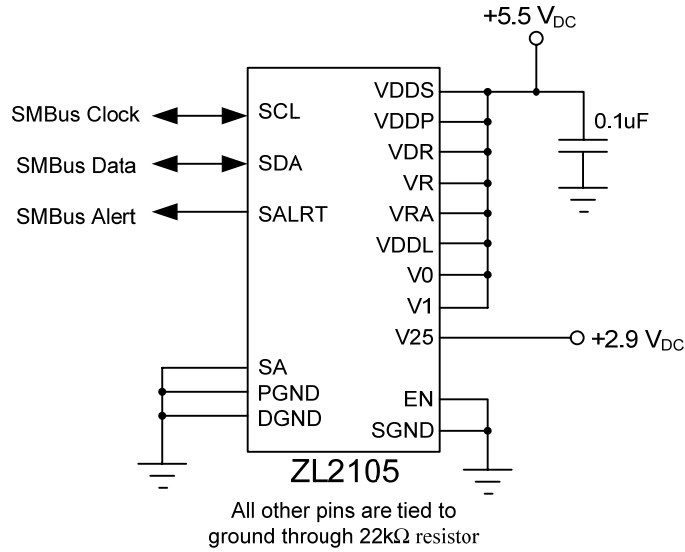 +5.5 VDC
SMBus Clock
SCL
VDDS
0.1uF
VDDP
SMBus Data
SDA
VDR
VR
SMBus Alert
SALRT
VRA
VDDL
V0
V1
V25
+2.9 VDC
SA
PGND
DGND
EN
SGND
ZL2105
All other pins are tied to
ground through 22kΩ resistor